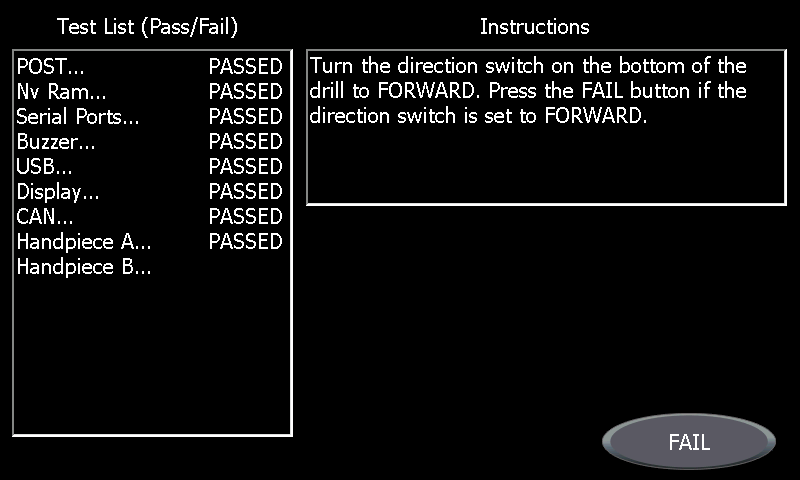 Test List (Pass/Fail)
Instructions
POST... PASSED
Nv Ram... PASSED
Serial Ports... PASSED
Buzzer... PASSED
USB... PASSED
Display... PASSED
CAN... PASSED
Handpiece A... PASSED
Handpiece B...
Turn the direction switch on the bottom of the
drill to FORWARD. Press the FAIL button if the
direction switch is set to FORWARD.
FAIL